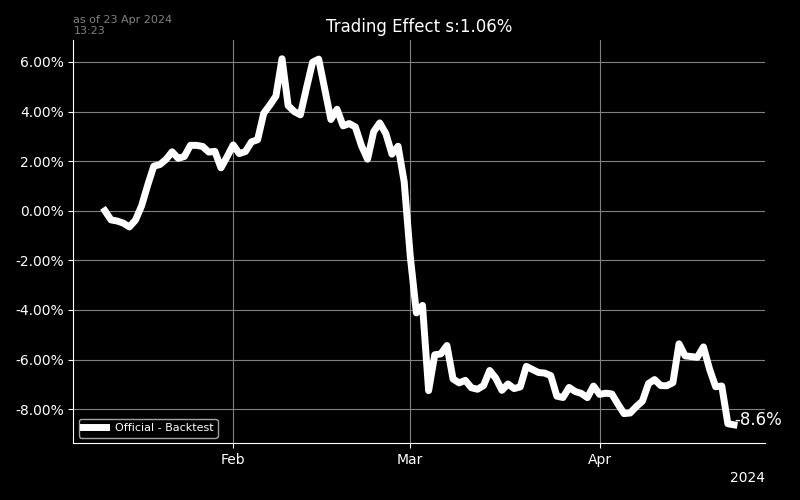 as of 23 Apr 2024
13:23
Trading Effect s:1.06%
6.00%
4.00%
2.00%
0.00%
-2.00%
-4.00%
-6.00%
-8.00%
-8.6%
Official - Backtest
Feb
Mar
Apr
2024